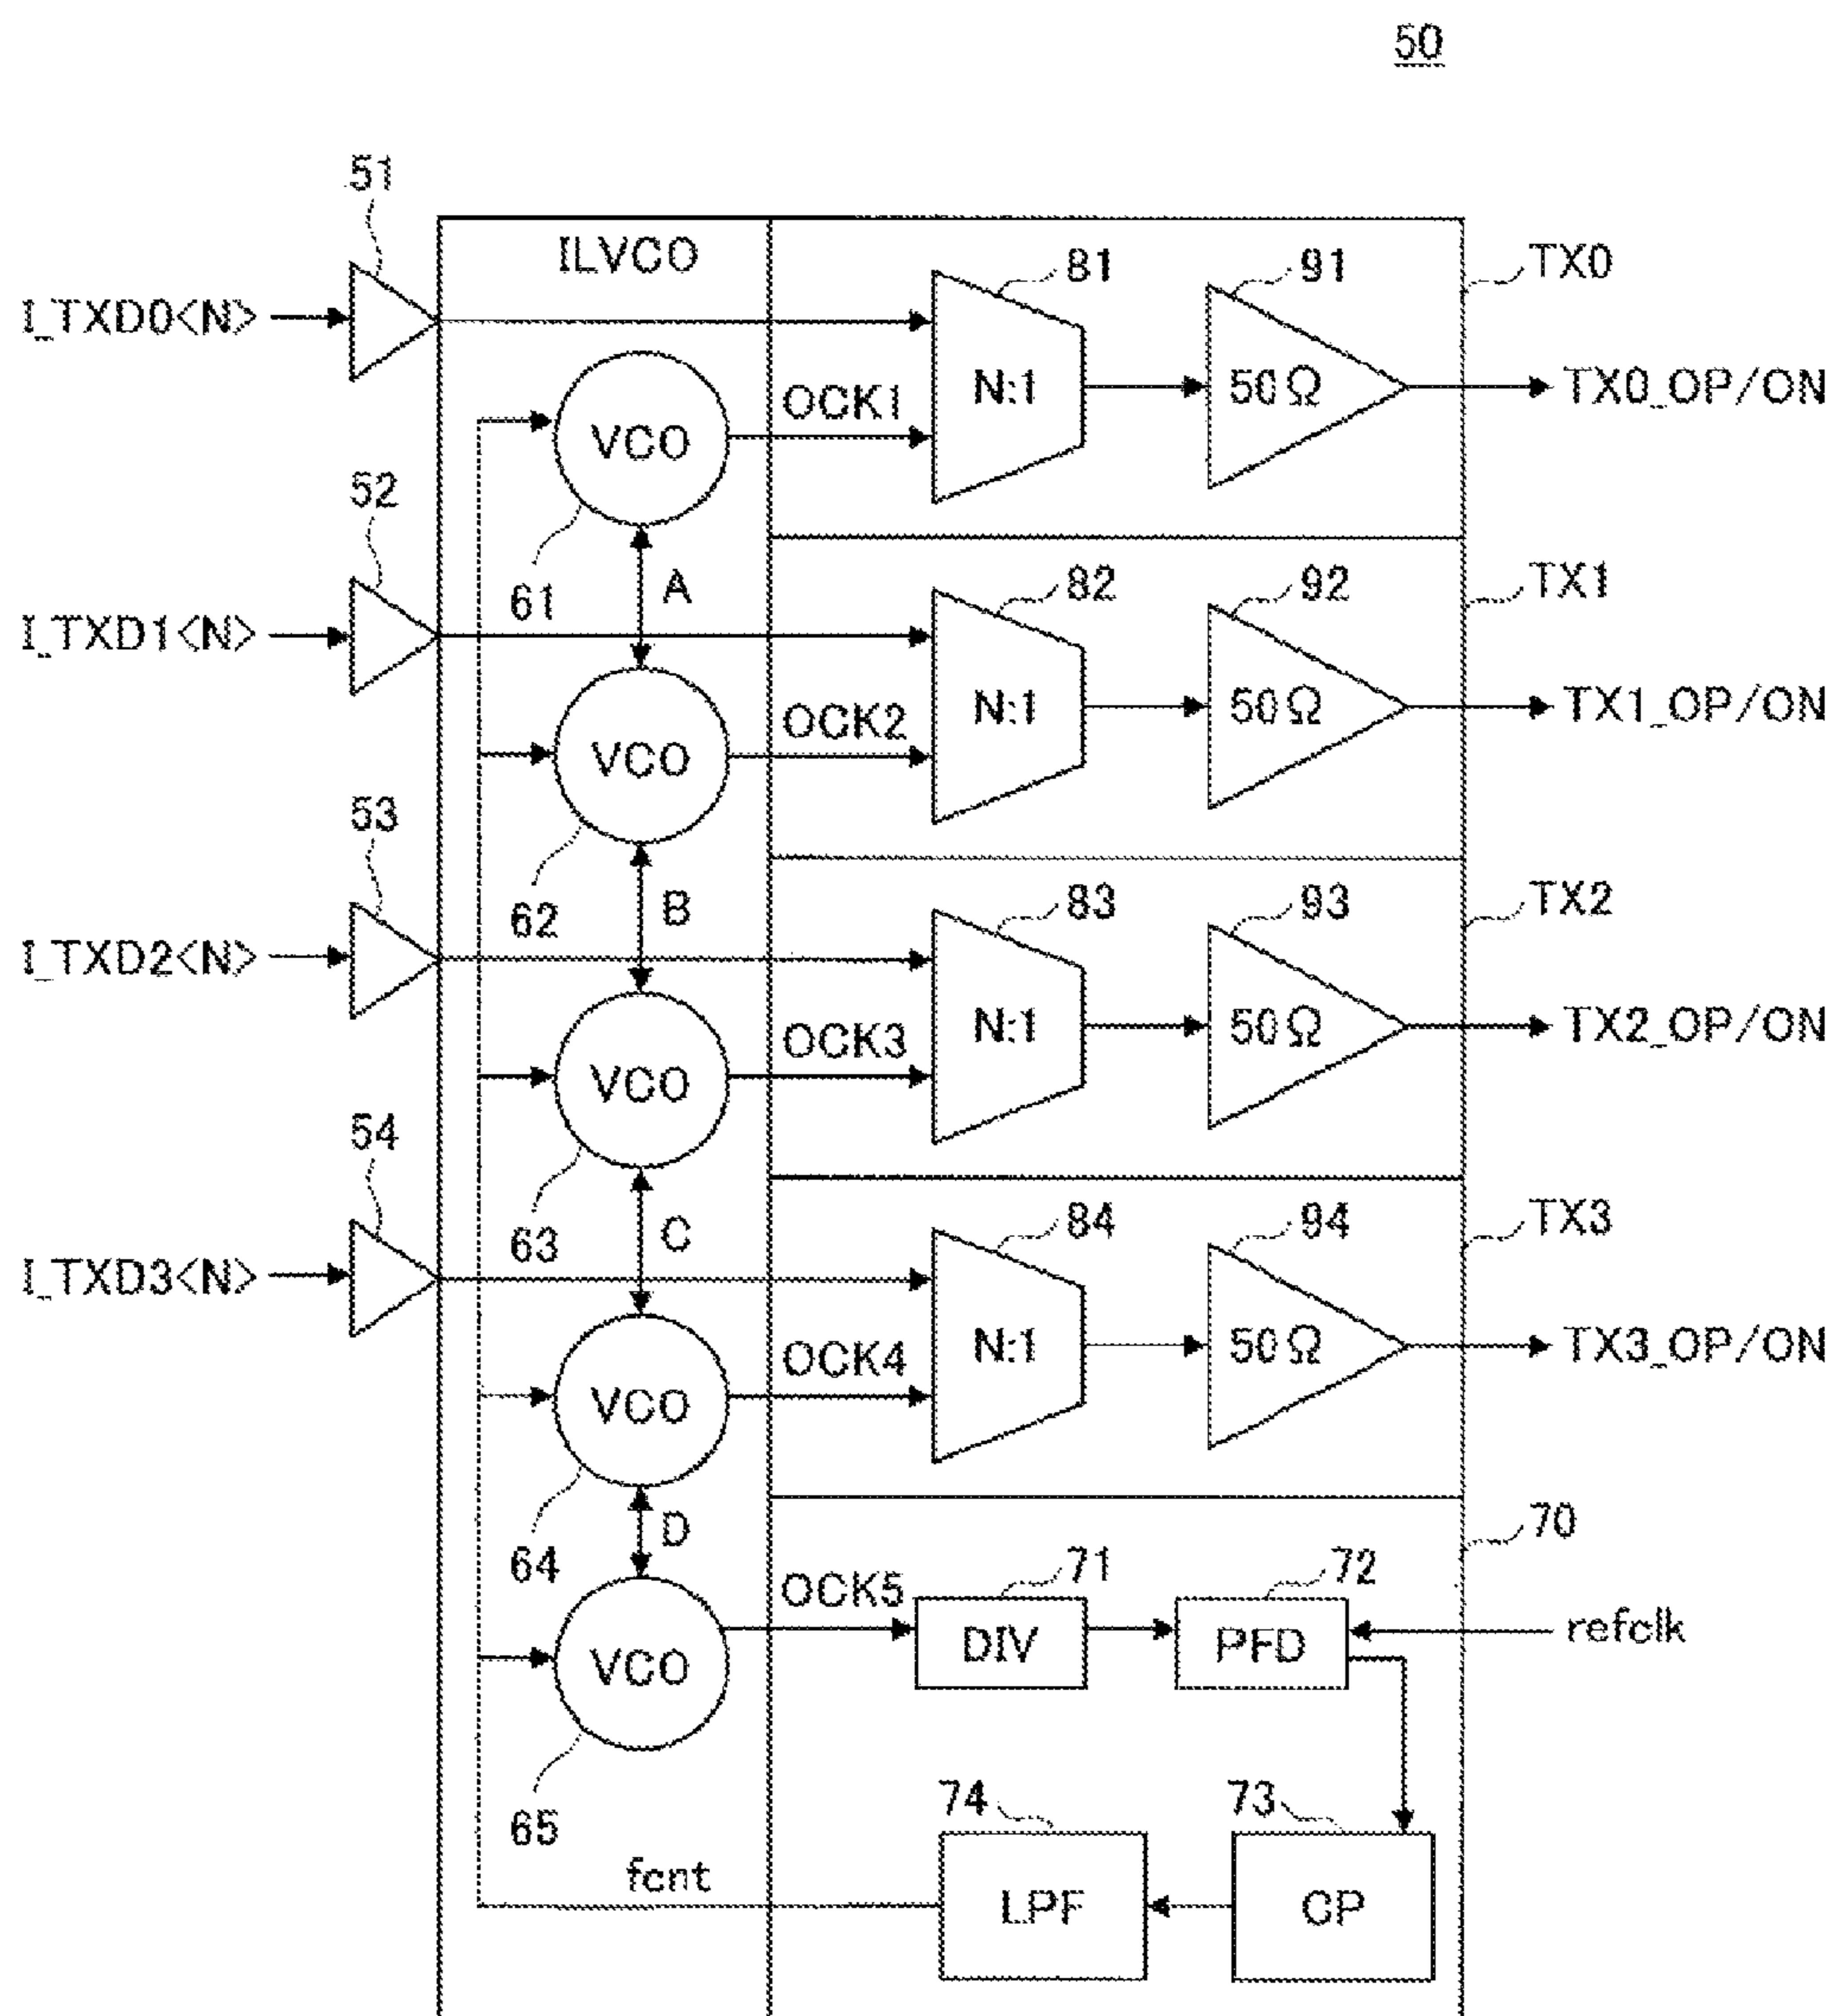 50
51
ILVCO
81
91
TX0
I_TXD0<N>
VCO
OCK1
N:1
50Ω
TX0_OP/ON
52
61
A
82
92
TX1
I_TXD1<N>
VCO
OCK2
N:1
50Ω
TX1_OP/ON
53
62
B
83
93
TX2
I_TXD2<N>
VCO
OCK3
N:1
50Ω
TX2_OP/ON
54
63
C
84
94
TX3
I_TXD3<N>
VCO
OCK4
N:1
50Ω
TX3_OP/ON
64
D
70
OCK5
71
72
VCO
DIV
PFD
refclk
65
74
73
fcnt
LPF
CP